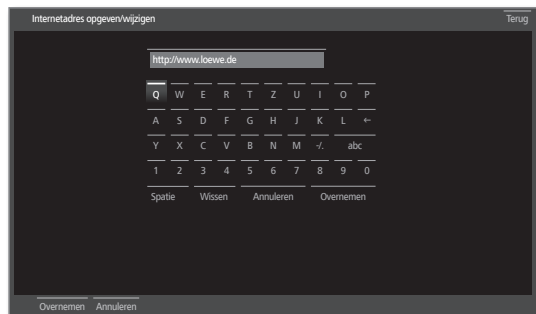 Internetadres opgeven/wijzigen Terug
http://www.loewe.de
Q W E R T Z U I O P
A S D F G H J K L ←
Y X C V B N M -/. abc
1 2 3 4 5 6 7 8 9 0
Spatie Wissen Annuleren Overnemen
Overnemen Annuleren